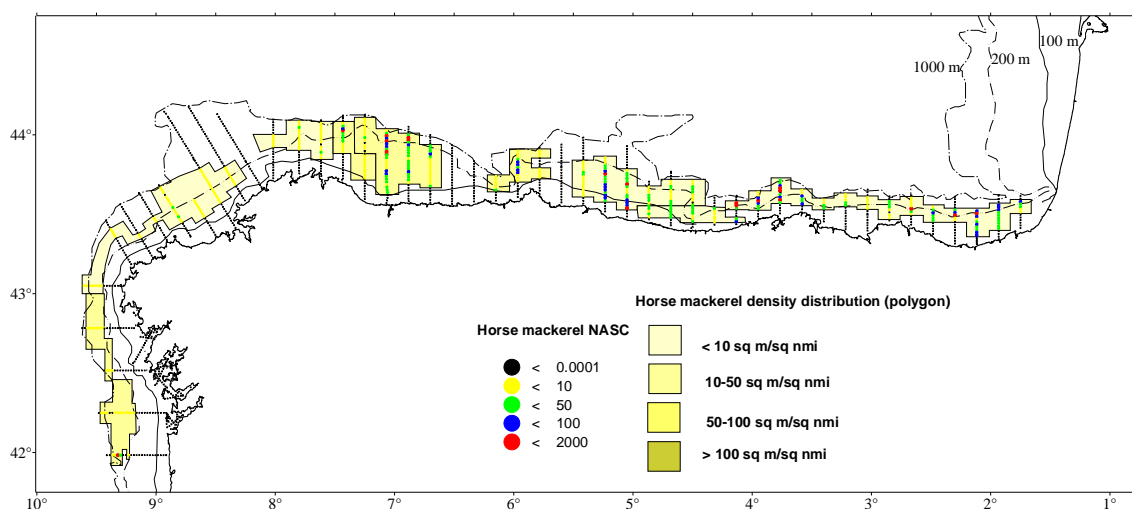 1000 m
200 m
100 m
44°
43°
42°
Horse mackerel NASC
< 0.0001
< 10
< 50
< 100
< 2000
Horse mackerel density distribution (polygon)
< 10 sq m/sq nmi
10-50 sq m/sq nmi
50-100 sq m/sq nmi
> 100 sq m/sq nmi
10° 9° 8° 7° 6° 5° 4° 3° 2° 1°